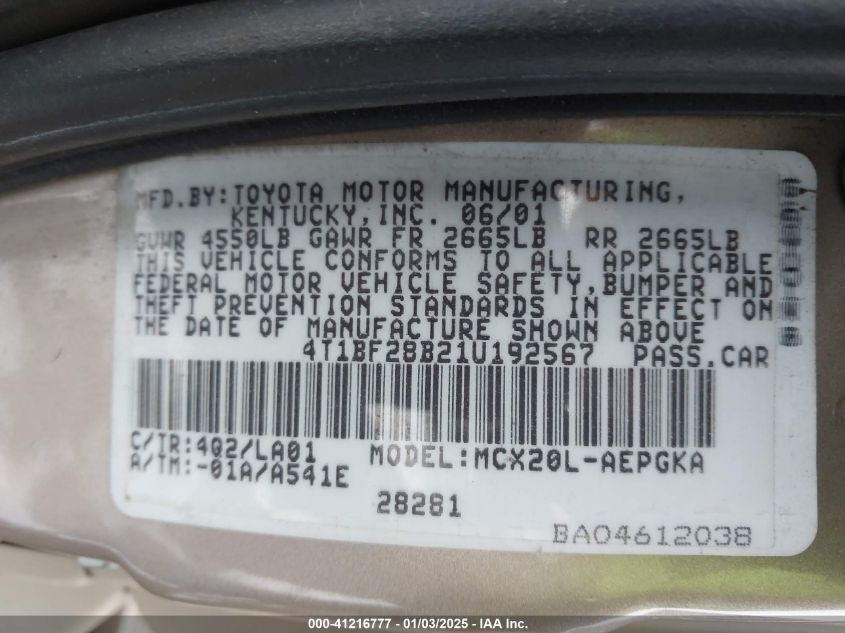 MFD.BY:TOYOTA MOTOR MANUFACTURING,
KENTUCKY,INC. 06/01
GVWR 4550LB GAWR FR 2665LB RR 2665LB
THIS VEHICLE CONFORMS TO ALL APPLICABLE
FEDERAL MOTOR VEHICLE SAFETY,BUMPER AND
THEFT PREVENTION STANDARDS IN EFFECT ON
THE DATE OF MANUFACTURE SHOWN ABOVE
4T1BF28B21U192567 PASS.CAR
C/TR:4Q2/LA01 MODEL:MCX20L-AEPGKA
A/TM:-01A/A541E
28281
BA04612038
000-41216777 - 01/03/2025 - IAA Inc.